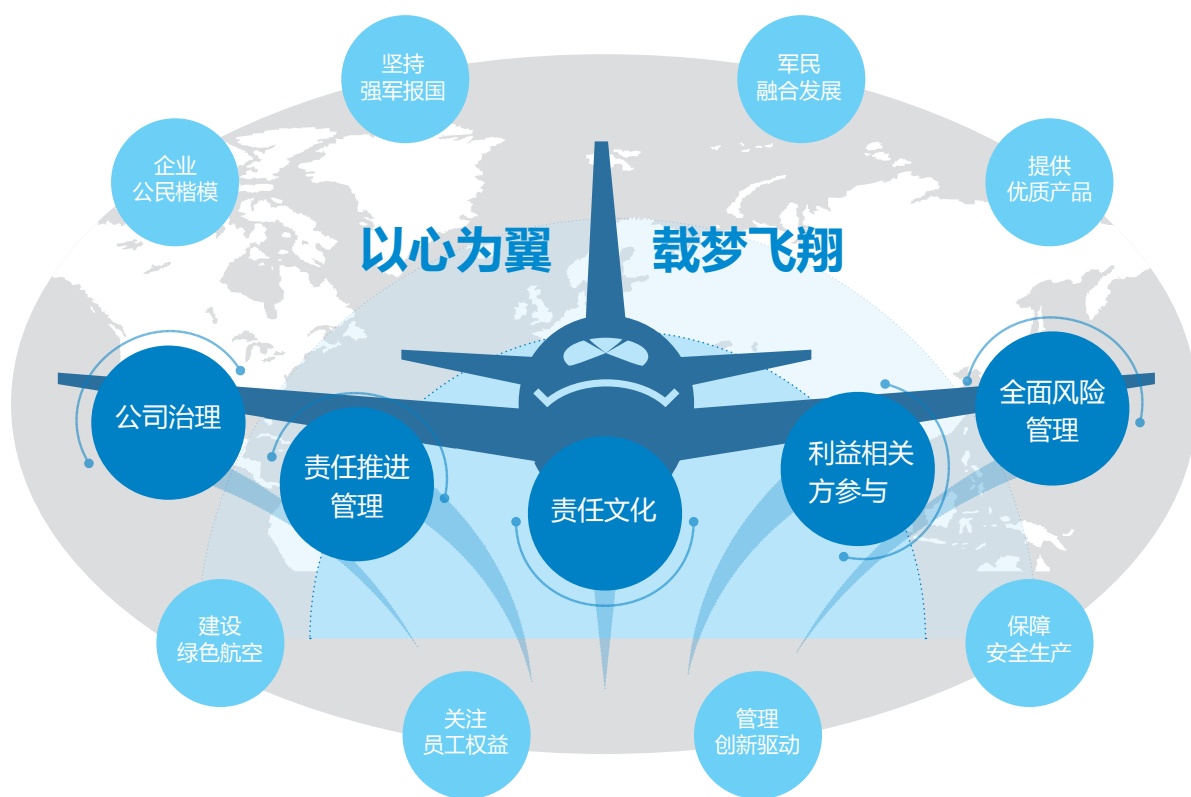 坚持
强军报国
军民
融合发展
企业
公民楷模
提供
优质产品
以心为翼 载梦飞翔
公司治理
责任推进
管理
责任文化
利益相关
方参与
全面风险
管理
建设
绿色航空
保障
安全生产
关注
员工权益
管理
创新驱动